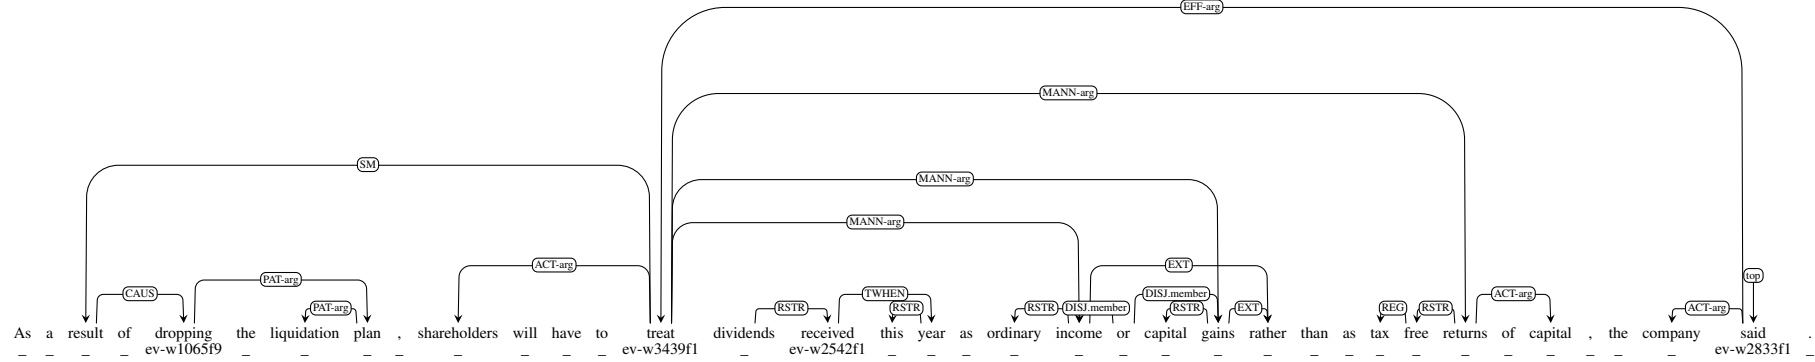 EFF-arg
MANN-arg
SM
MANN-arg
MANN-arg
ACT-arg EXT
PAT-arg top
CAUS TWHEN DISJ.member ACT-arg
PAT-arg RSTR RSTR RSTR DISJ.member RSTR EXT REG RSTR ACT-arg
As a result of dropping the liquidation plan , shareholders will have to treat dividends received this year as ordinary income or capital gains rather than as tax free returns of capital , the company said
_ _ _ _ ev-w1065f9 _ _ _ _ _ _ _ _ ev-w3439f1 _ ev-w2542f1 _ _ _ _ _ _ _ _ _ _ _ _ _ _ _ _ _ _ _ ev-w2833f1